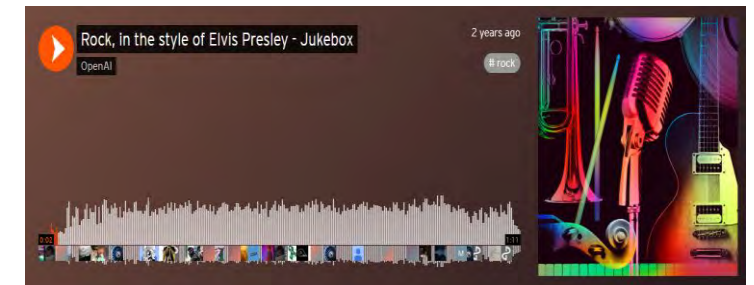 Rock, in the style of Elvis Presley - Jukebox
OpenAI
2 years ago
# rock
0:02
1:11